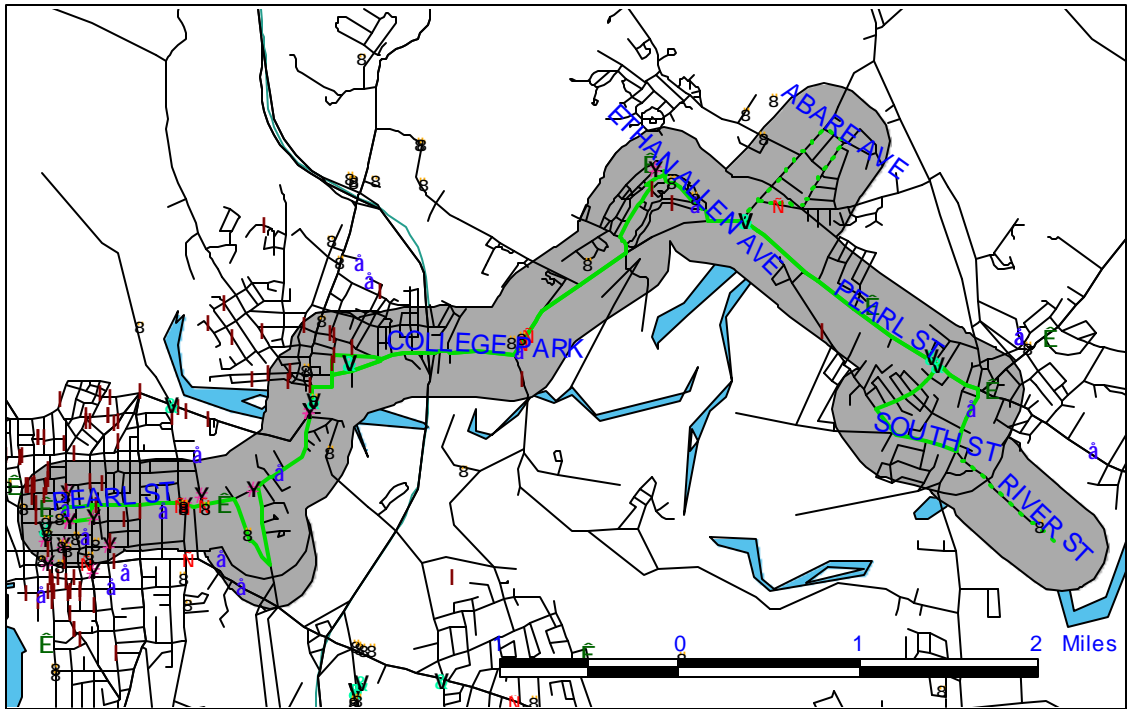 ABARE AVE
ETHAN ALLEN AVE
PEARL ST
COLLEGE PARK
SOUTH ST
PEARL ST
RIVER ST
1 0 1 2 Miles